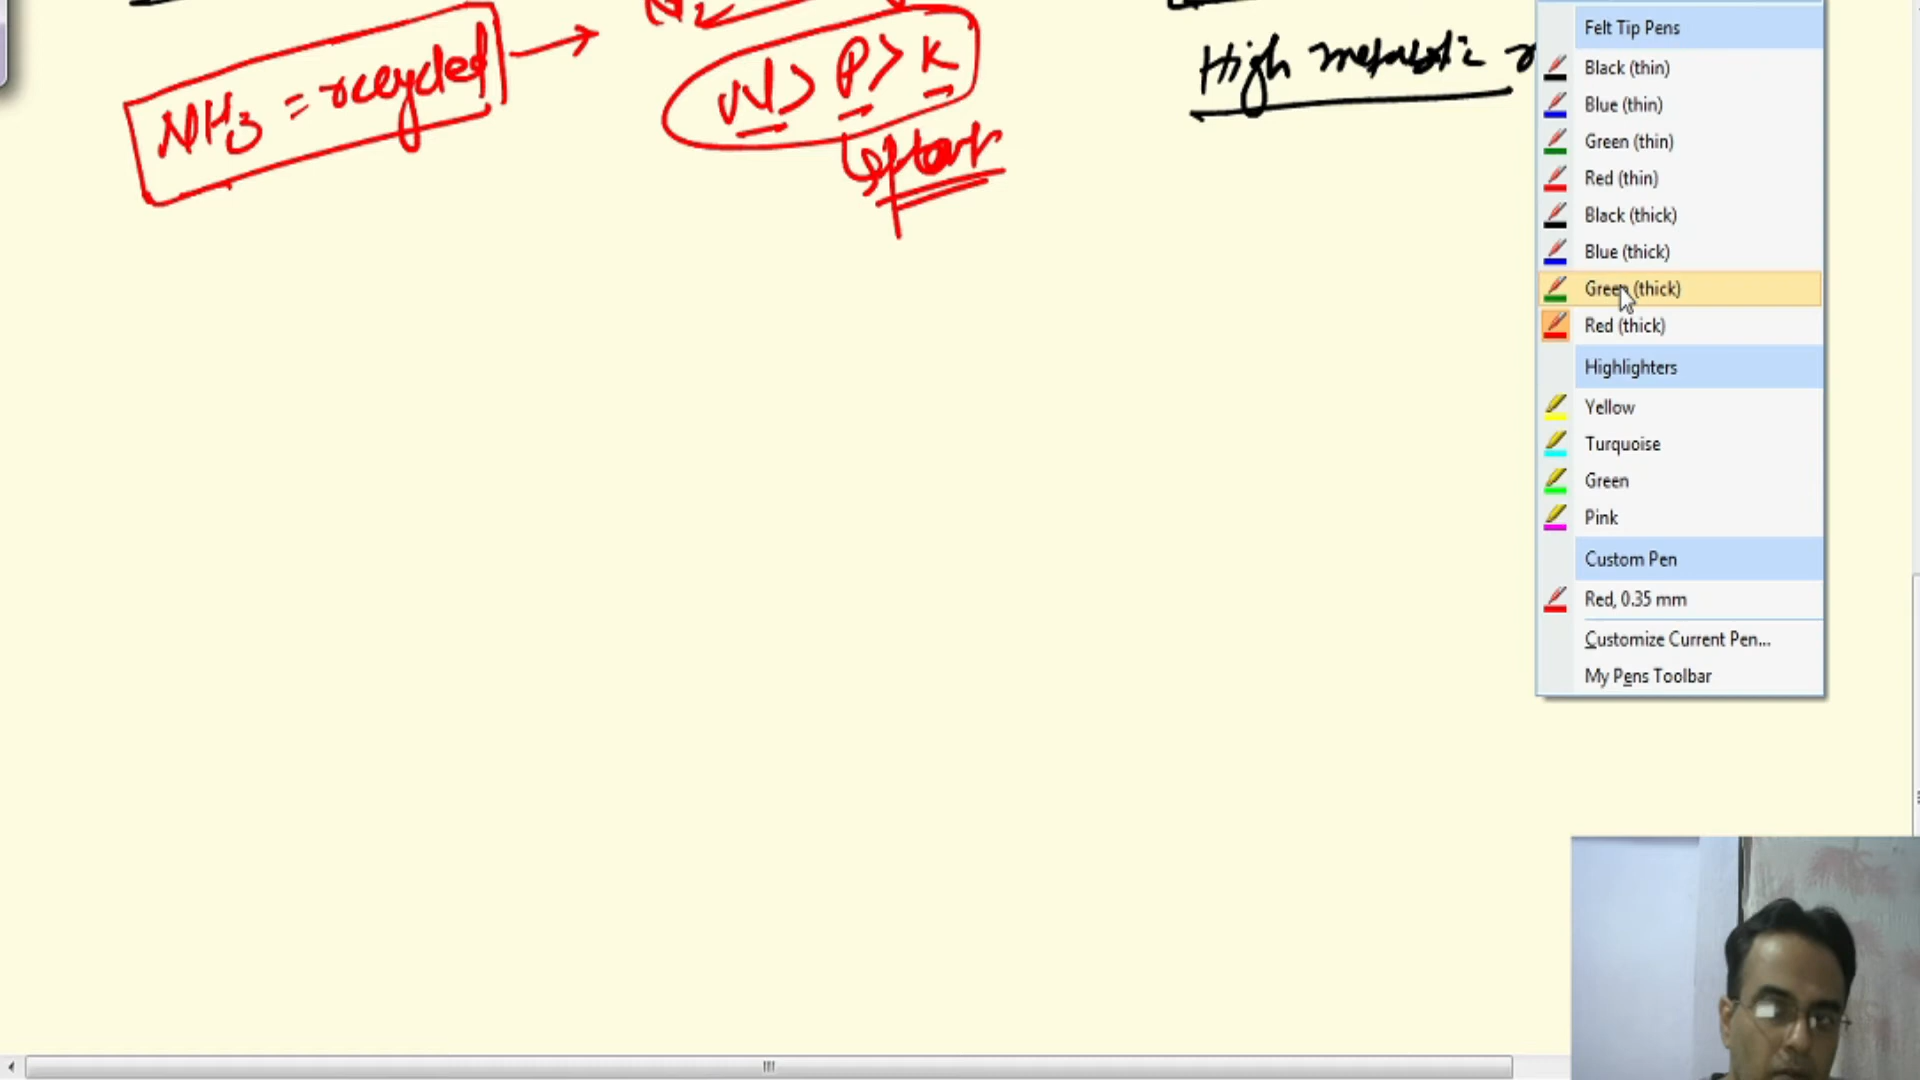 NH3 = recycled →
N > P > K
leftover
High metabolic
Felt Tip Pens
Black (thin)
Blue (thin)
Green (thin)
Red (thin)
Black (thick)
Blue (thick)
Green (thick)
Red (thick)
Highlighters
Yellow
Turquoise
Green
Pink
Custom Pen
Red, 0.35 mm
Customize Current Pen...
My Pens Toolbar